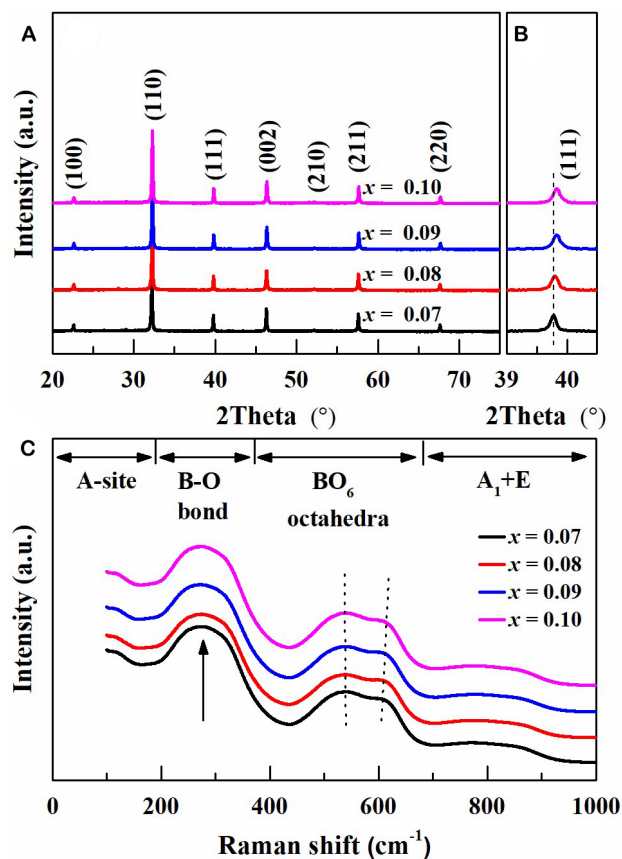 A
B
Intensity (a.u.)
(100)
(110)
(111)
(002)
(210)
(211)
(220)
(111)
x = 0.10
x = 0.09
x = 0.08
x = 0.07
20 30 40 50 60 70
39 40
2Theta (°)
2Theta (°)
C
A-site
B-O
bond
BO₆
octahedra
A₁+E
Intensity (a.u.)
x = 0.07
x = 0.08
x = 0.09
x = 0.10
0 200 400 600 800 1000
Raman shift (cm⁻¹)